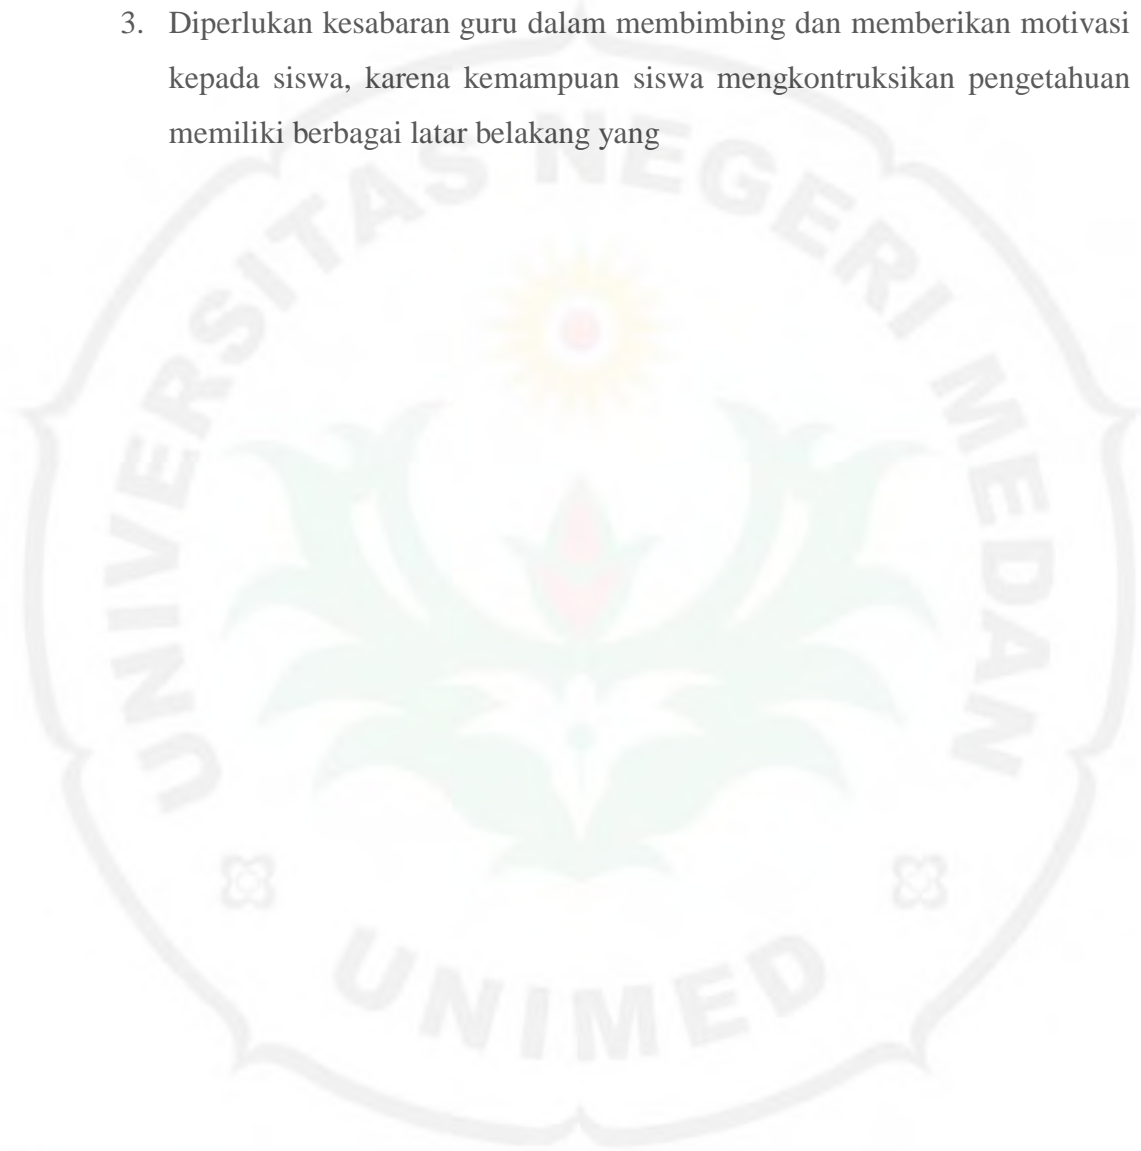 3. Diperlukan kesabaran guru dalam membimbing dan memberikan motivasi
kepada siswa, karena kemampuan siswa mengkontruksikan pengetahuan
memiliki berbagai latar belakang yang
UNIVERSITAS NEGERI MEDAN
UNIMED